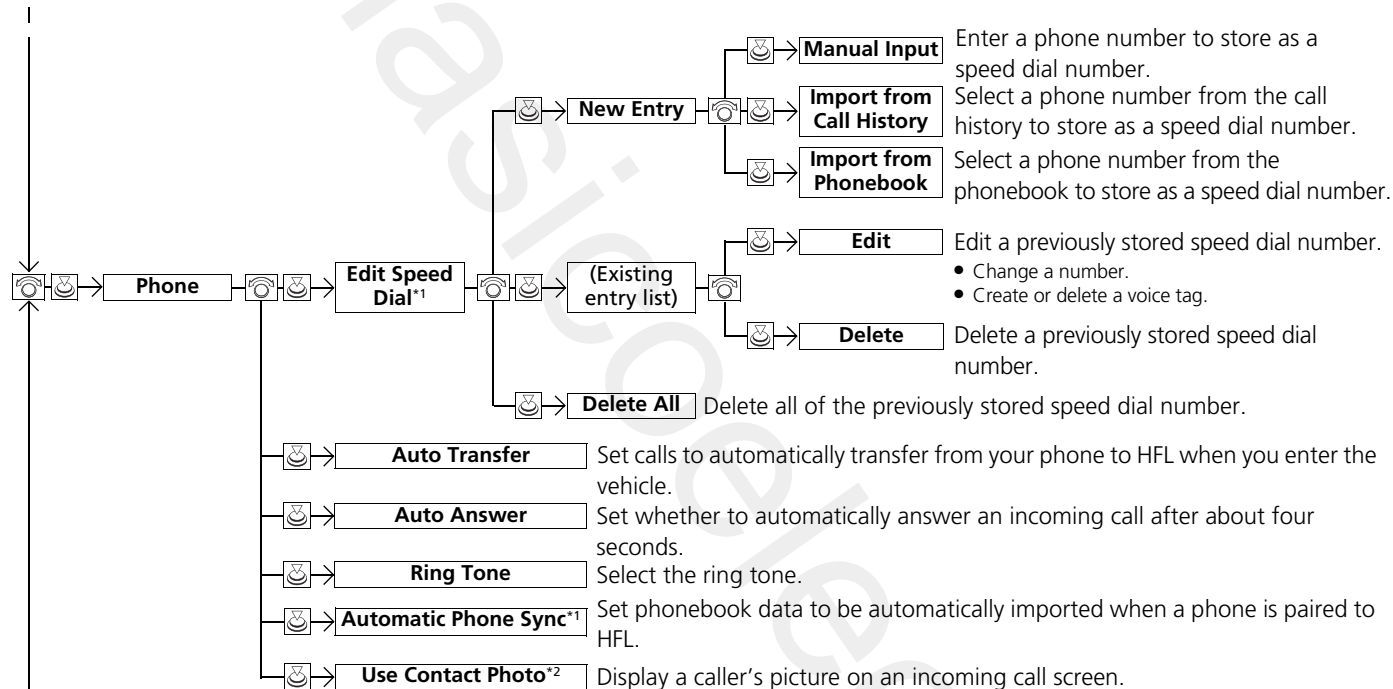 Manual Input
Enter a phone number to store as a
speed dial number.
New Entry
Import from
Call History
Select a phone number from the call
history to store as a speed dial number.
Import from
Phonebook
Select a phone number from the
phonebook to store as a speed dial number.
Phone
Edit Speed
Dial*1
(Existing
entry list)
Edit
Edit a previously stored speed dial number.
● Change a number.
● Create or delete a voice tag.
Delete
Delete a previously stored speed dial
number.
Delete All
Delete all of the previously stored speed dial number.
Auto Transfer
Set calls to automatically transfer from your phone to HFL when you enter the
vehicle.
Auto Answer
Set whether to automatically answer an incoming call after about four
seconds.
Ring Tone
Select the ring tone.
Automatic Phone Sync*1
Set phonebook data to be automatically imported when a phone is paired to
HFL.
Use Contact Photo*2
Display a caller's picture on an incoming call screen.